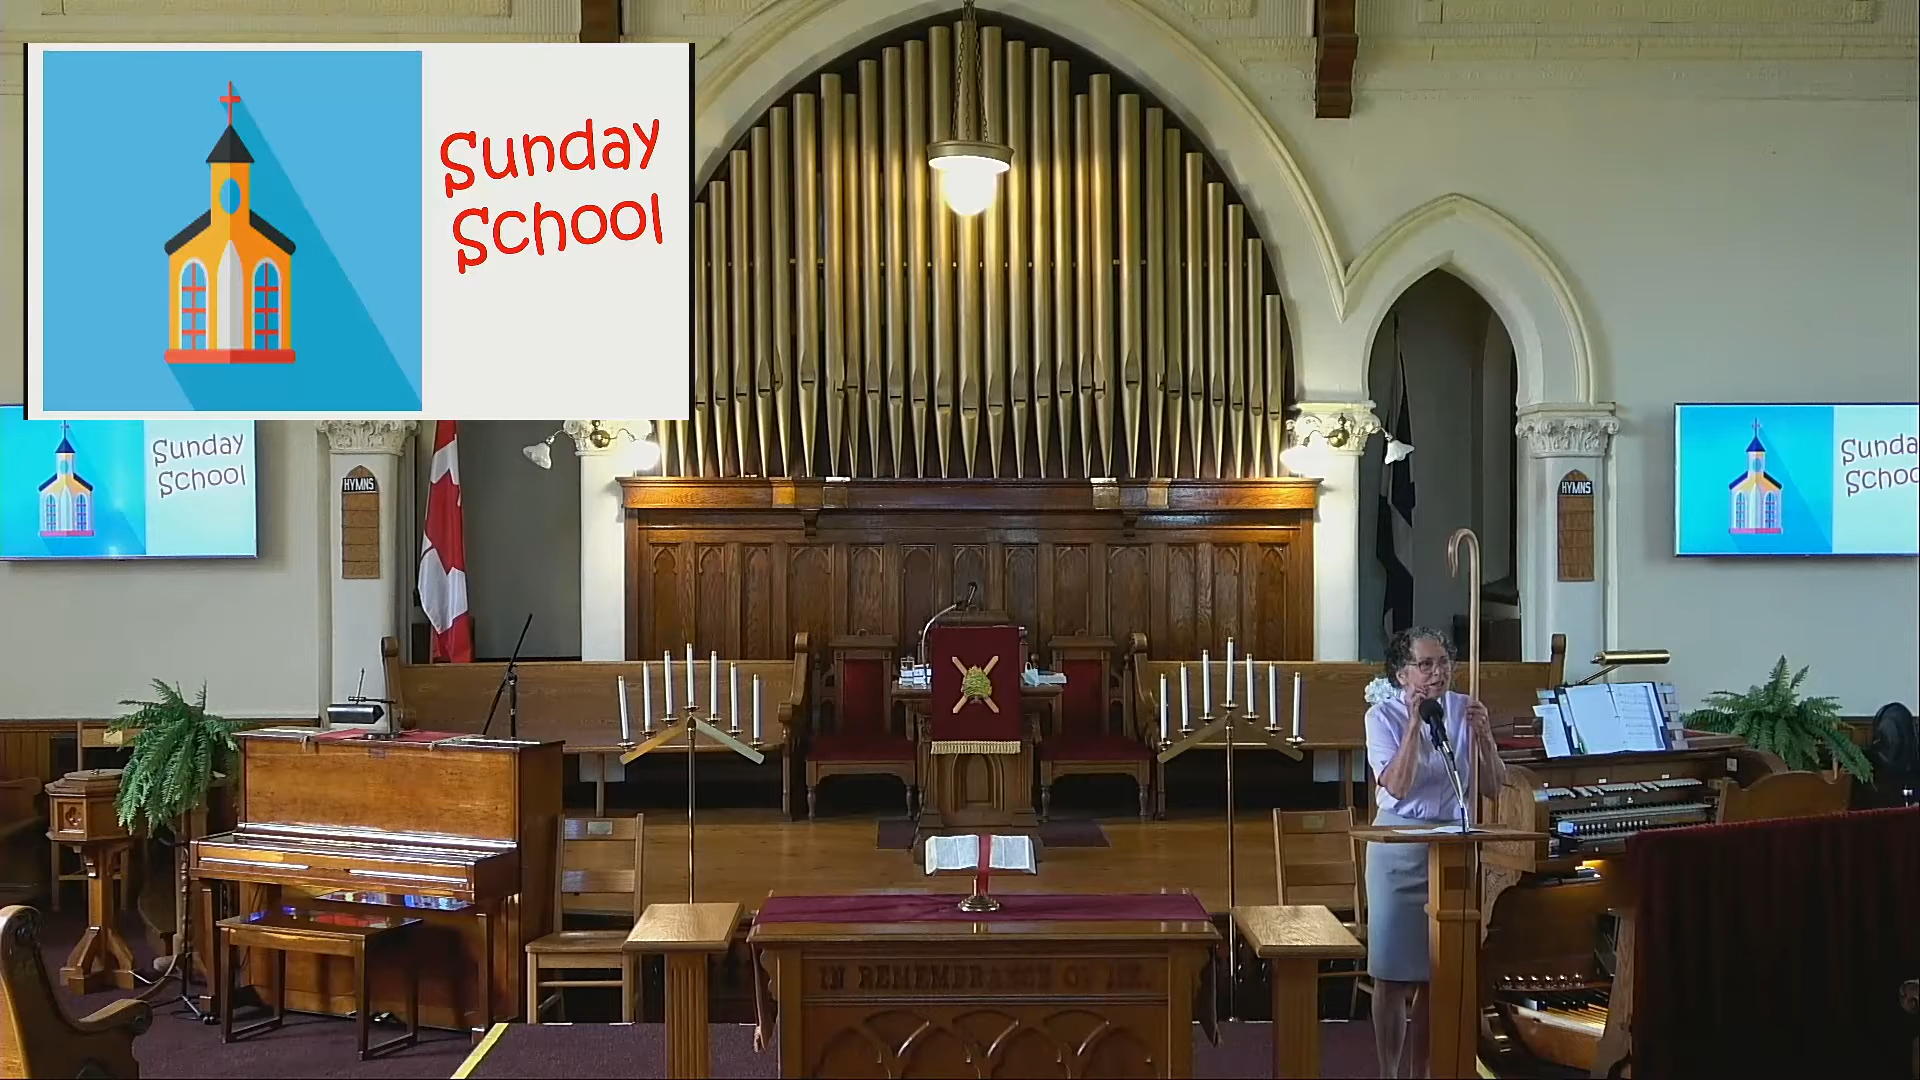 Sunday
School
Sunday
School
HYMNS
HYMNS
IN REMEMBRANCE OF ME